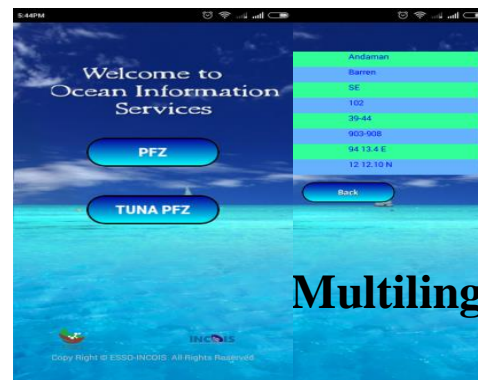 5:44PM
Welcome to
Ocean Information
Services
PFZ
TUNA PFZ
INCOIS
Copy Right © ESSO-INCOIS All Rights Reserved
Andaman
Barren
SE
102
39-44
903-908
94 13.4 E
12 12.10 N
Back
Multiling